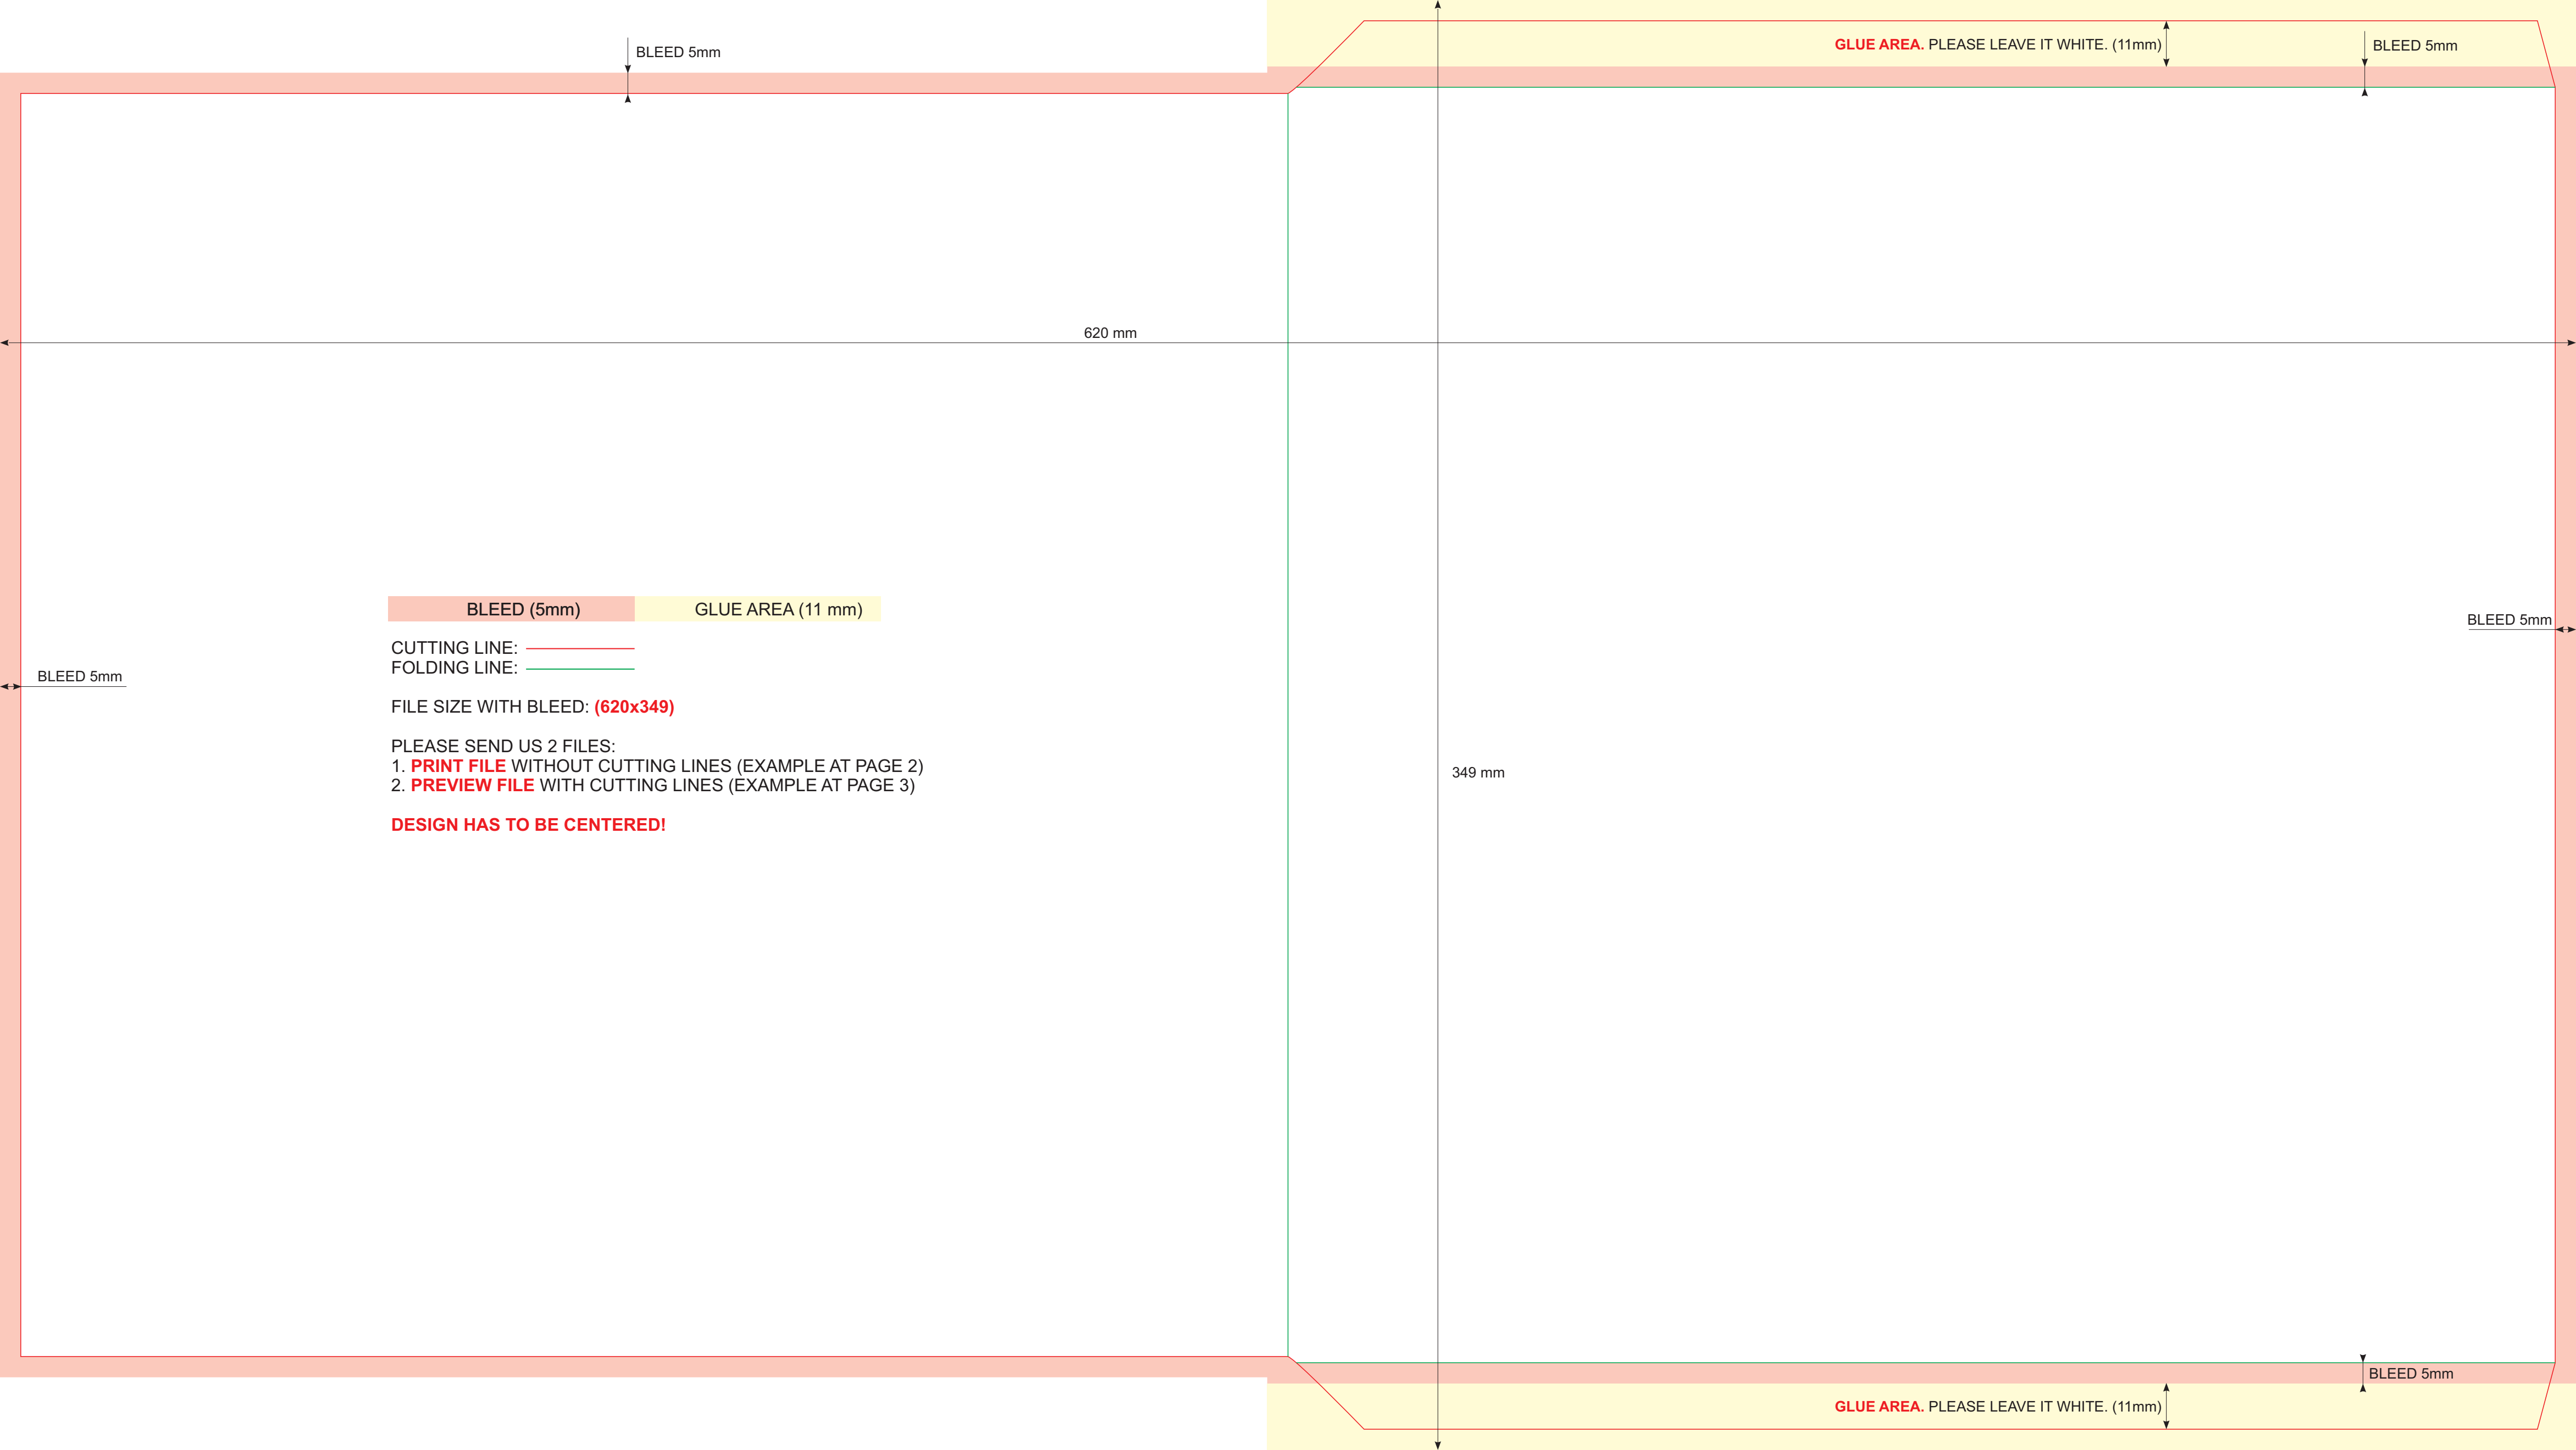 BLEED 5mm
GLUE AREA. PLEASE LEAVE IT WHITE. (11mm)
BLEED 5mm
620 mm
BLEED (5mm)
GLUE AREA (11 mm)
CUTTING LINE:
FOLDING LINE:
FILE SIZE WITH BLEED: (620x349)
PLEASE SEND US 2 FILES:
1. PRINT FILE WITHOUT CUTTING LINES (EXAMPLE AT PAGE 2)
2. PREVIEW FILE WITH CUTTING LINES (EXAMPLE AT PAGE 3)
DESIGN HAS TO BE CENTERED!
BLEED 5mm
349 mm
BLEED 5mm
BLEED 5mm
GLUE AREA. PLEASE LEAVE IT WHITE. (11mm)